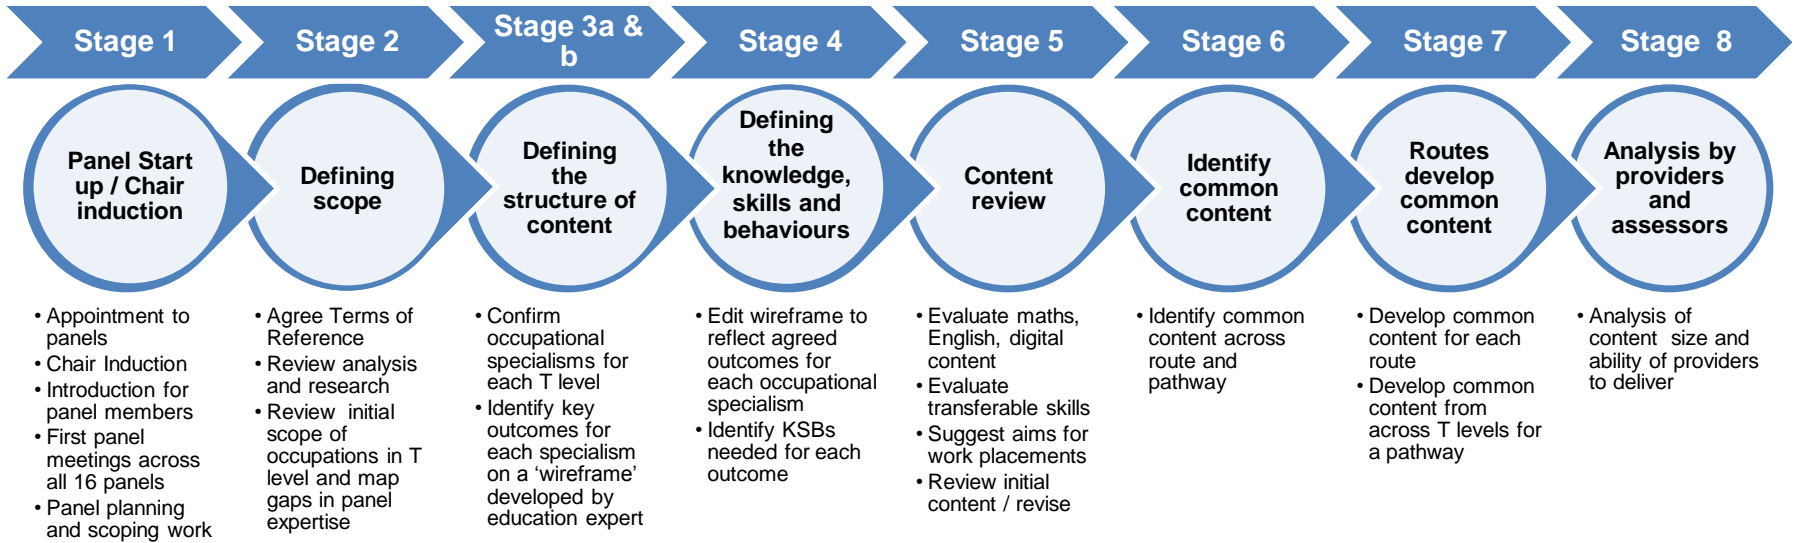 Stage 1
Stage 2
Stage 3a &
b
Stage 4
Stage 5
Stage 6
Stage 7
Stage 8
Panel Start
up / Chair
induction
Defining
scope
Defining
the
structure of
content
Defining
the
knowledge,
skills and
behaviours
Content
review
Identify
common
content
Routes
develop
common
content
Analysis by
providers
and
assessors
• Appointment to
panels
• Chair Induction
• Introduction for
panel members
• First panel
meetings across
all 16 panels
• Panel planning
and scoping work
• Agree Terms of
Reference
• Review analysis
and research
• Review initial
scope of
occupations in T
level and map
gaps in panel
expertise
• Confirm
occupational
specialisms for
each T level
• Identify key
outcomes for
each specialism
on a ‘wireframe’
developed by
education expert
• Edit wireframe to
reflect agreed
outcomes for
each occupational
specialism
• Identify KSBs
needed for each
outcome
• Evaluate maths,
English, digital
content
• Evaluate
transferable skills
• Suggest aims for
work placements
• Review initial
content / revise
• Identify common
content across
route and
pathway
• Develop common
content for each
route
• Develop common
content from
across T levels for
a pathway
• Analysis of
content size and
ability of providers
to deliver